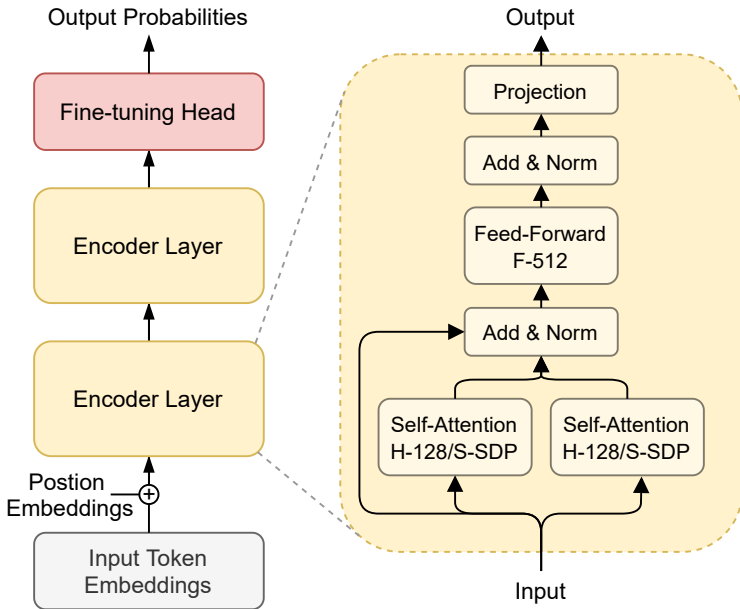 Output Probabilities
Fine-tuning Head
Encoder Layer
Encoder Layer
Postion
Embeddings
Input Token
Embeddings
Output
Projection
Add & Norm
Feed-Forward
F-512
Add & Norm
Self-Attention
H-128/S-SDP
Self-Attention
H-128/S-SDP
Input